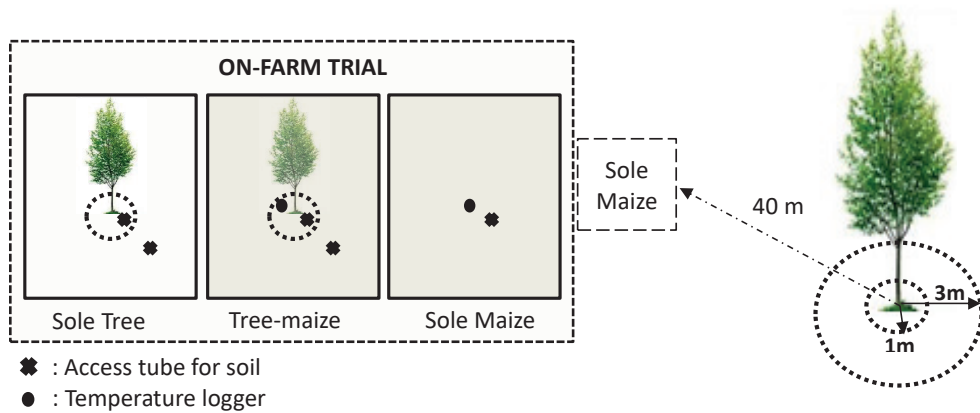 ON-FARM TRIAL
Sole Tree
Tree-maize
Sole Maize
✖ : Access tube for soil
● : Temperature logger
Sole
Maize
40 m
3m
1m